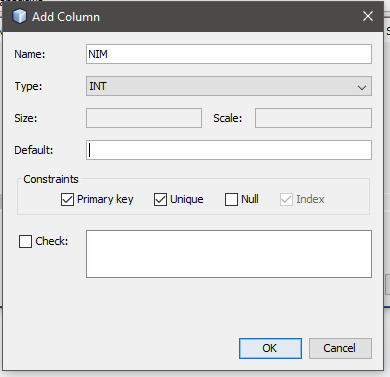 Add Column
Name: NIM
Type: INT
Size: Scale:
Default:
Constraints
Primary key Unique Null Index
Check:
OK Cancel